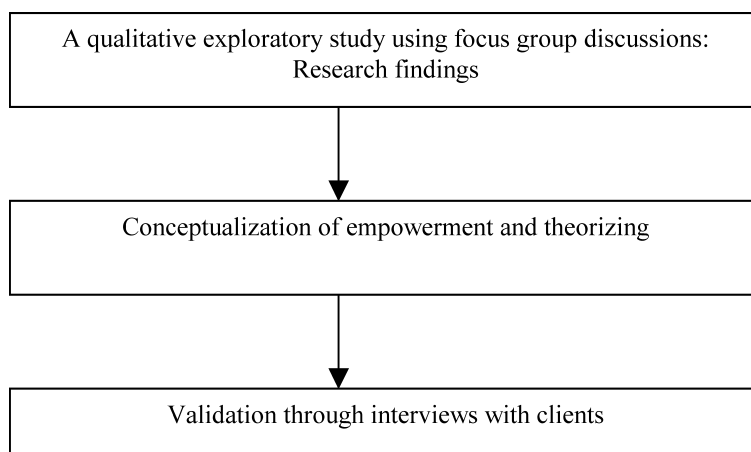 A qualitative exploratory study using focus group discussions:
Research findings
Conceptualization of empowerment and theorizing
Validation through interviews with clients